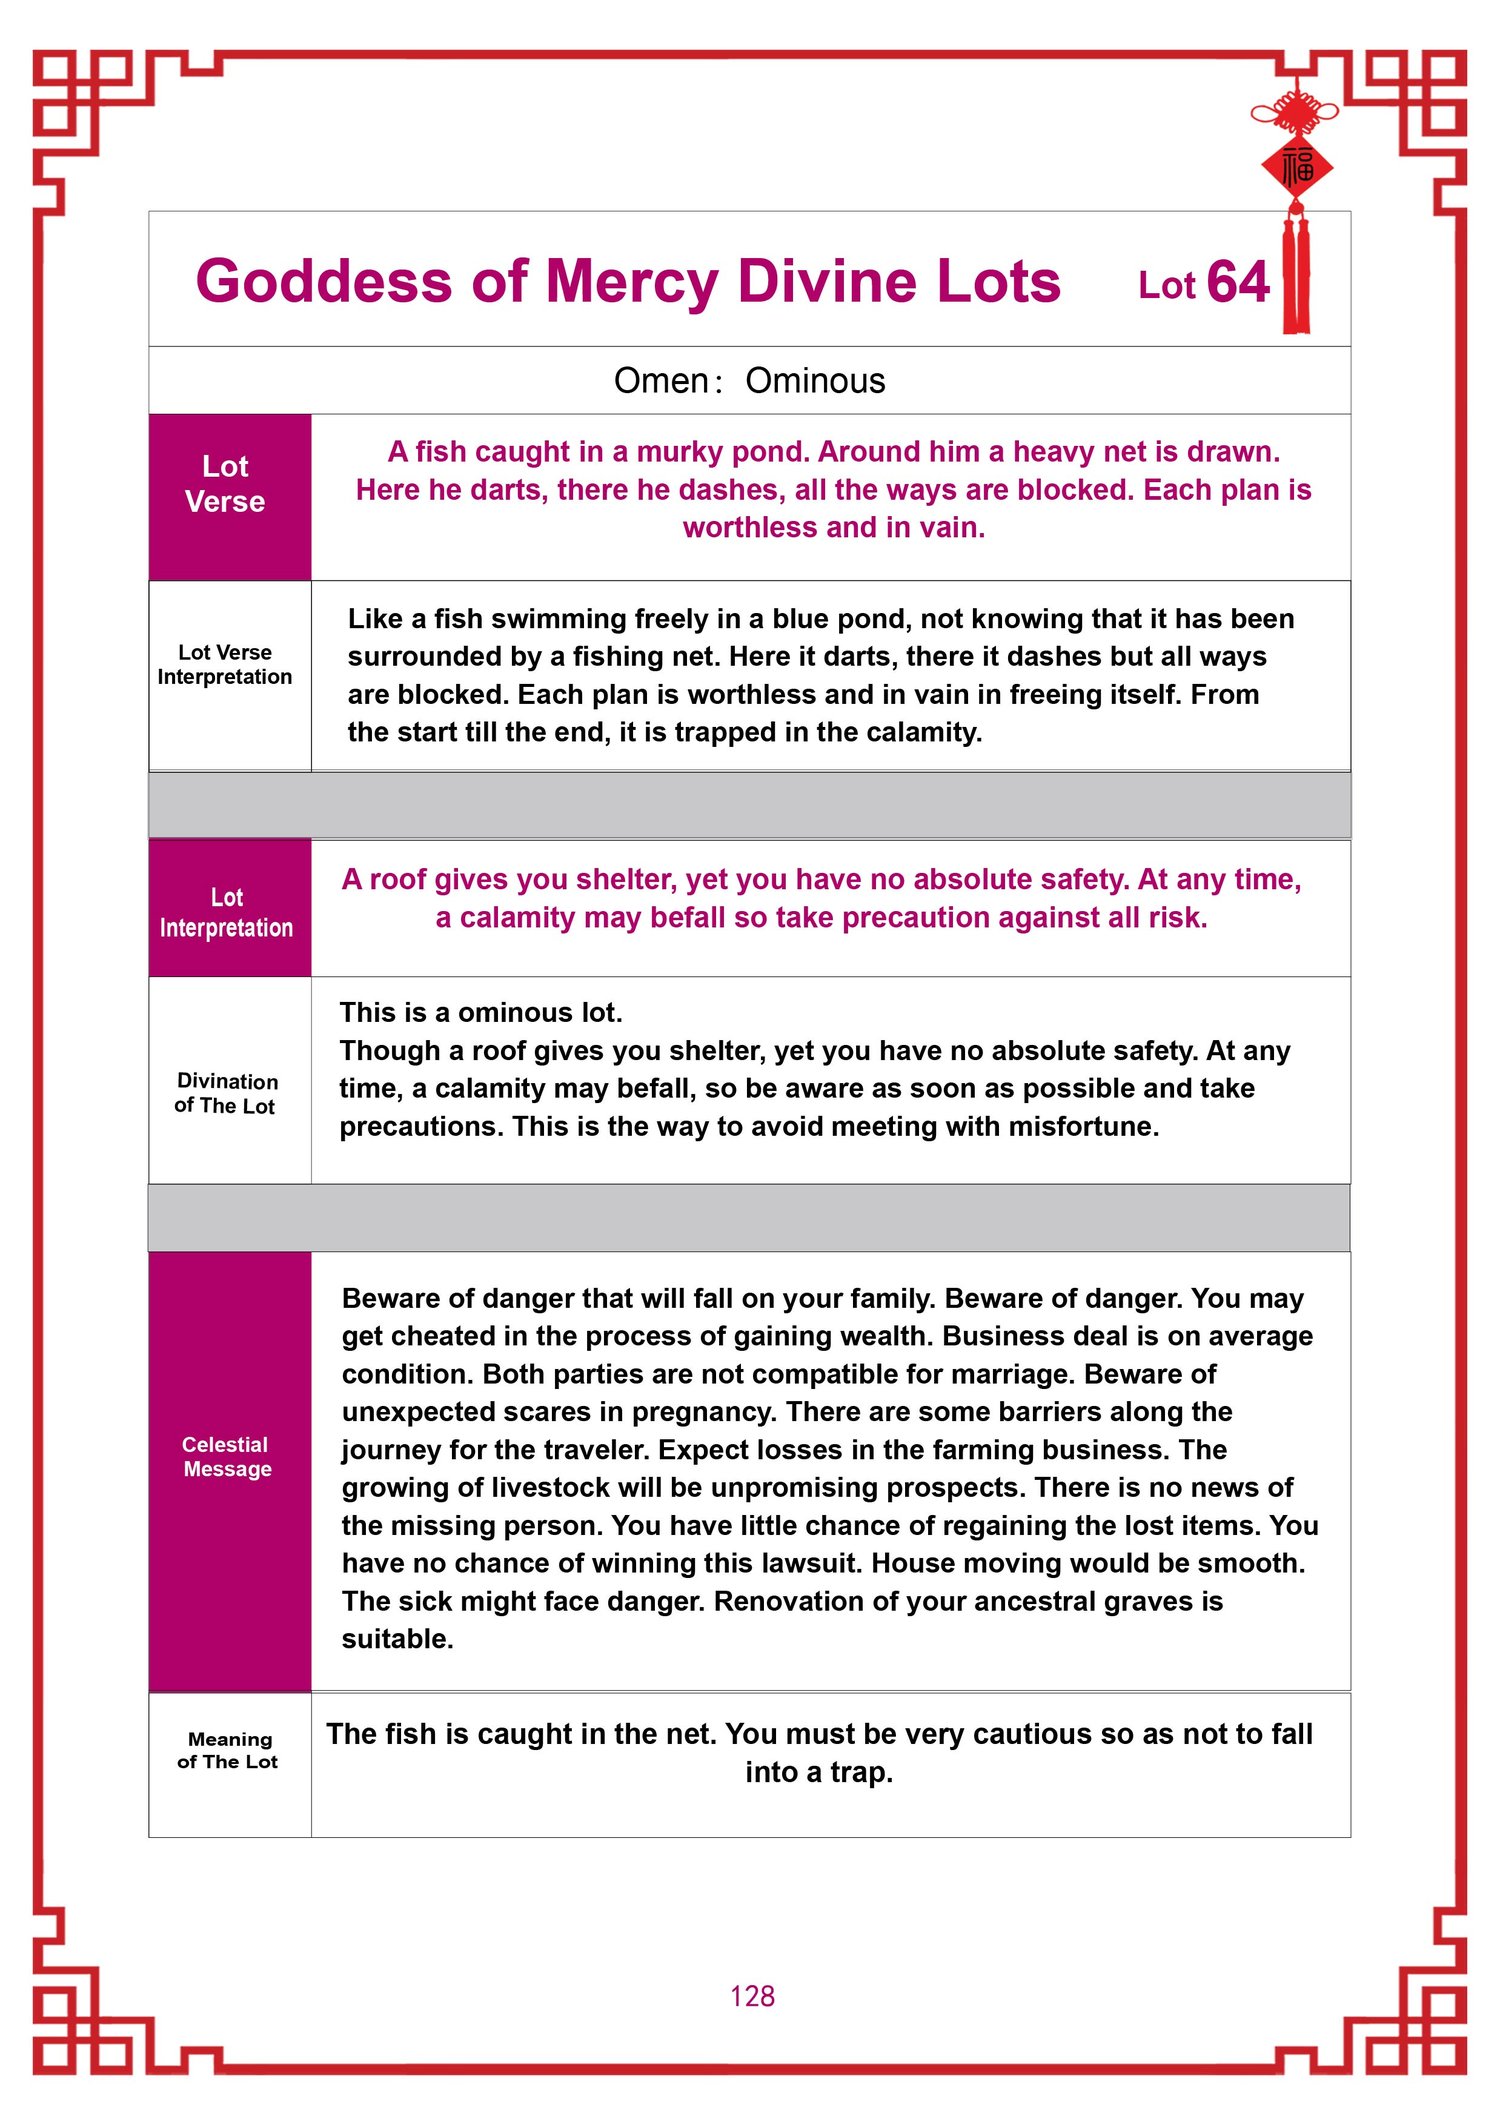 福
Goddess of Mercy Divine Lots Lot 64
Omen: Ominous
Lot
Verse
A fish caught in a murky pond. Around him a heavy net is drawn.
Here he darts, there he dashes, all the ways are blocked. Each plan is
worthless and in vain.
Lot Verse
Interpretation
Like a fish swimming freely in a blue pond, not knowing that it has been
surrounded by a fishing net. Here it darts, there it dashes but all ways
are blocked. Each plan is worthless and in vain in freeing itself. From
the start till the end, it is trapped in the calamity.
Lot
Interpretation
A roof gives you shelter, yet you have no absolute safety. At any time,
a calamity may befall so take precaution against all risk.
Divination
of The Lot
This is a ominous lot.
Though a roof gives you shelter, yet you have no absolute safety. At any
time, a calamity may befall, so be aware as soon as possible and take
precautions. This is the way to avoid meeting with misfortune.
Celestial
Message
Beware of danger that will fall on your family. Beware of danger. You may
get cheated in the process of gaining wealth. Business deal is on average
condition. Both parties are not compatible for marriage. Beware of
unexpected scares in pregnancy. There are some barriers along the
journey for the traveler. Expect losses in the farming business. The
growing of livestock will be unpromising prospects. There is no news of
the missing person. You have little chance of regaining the lost items. You
have no chance of winning this lawsuit. House moving would be smooth.
The sick might face danger. Renovation of your ancestral graves is
suitable.
Meaning
of The Lot
The fish is caught in the net. You must be very cautious so as not to fall
into a trap.
128